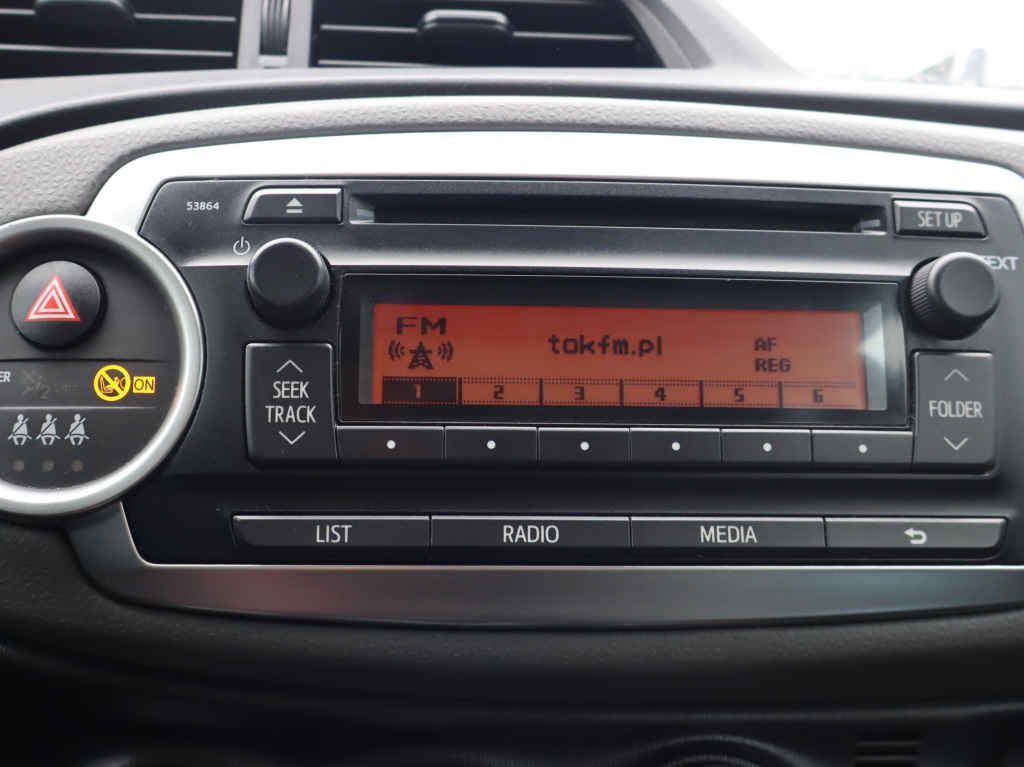 53864
SET UP
TEXT
FM
tokfm.pl
AF
REG
1 2 3 4 5 6
SEEK
TRACK
FOLDER
OFF
ON
LIST RADIO MEDIA